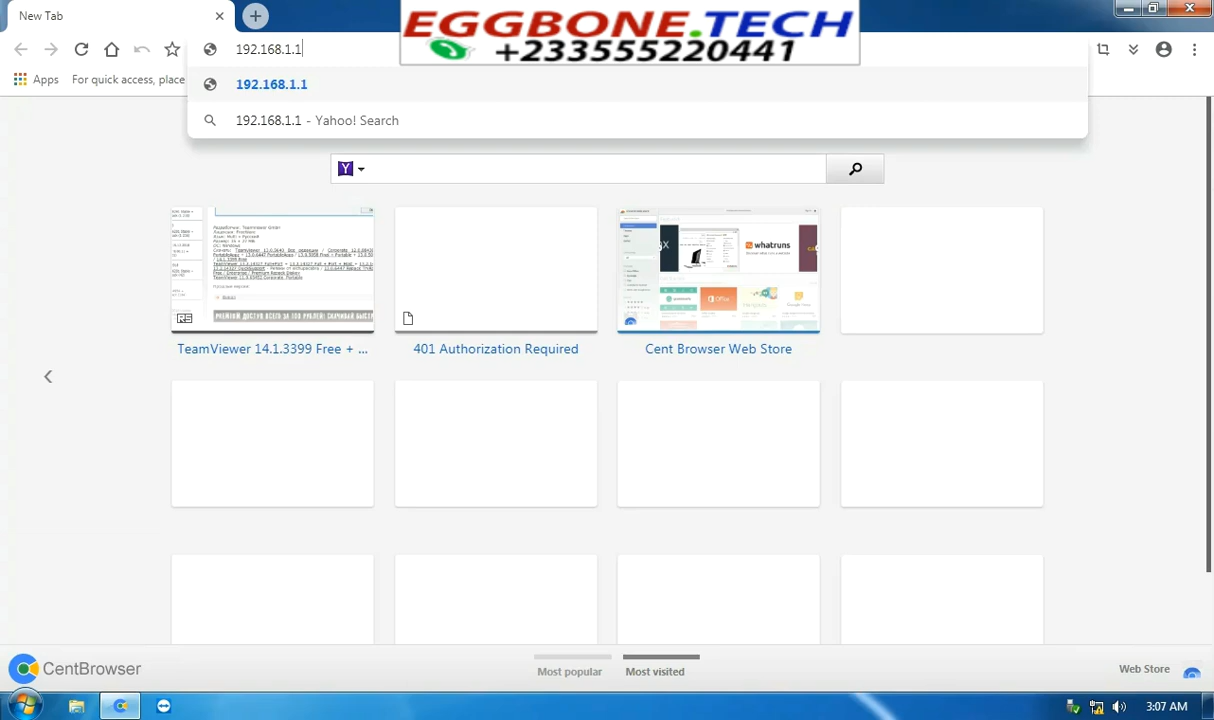 New Tab
EGGBONE.TECH
+233555220441
192.168.1.1
Apps For quick access, place
192.168.1.1
192.168.1.1 - Yahoo! Search
TeamViewer 14.1.3399 Free + ...
401 Authorization Required
whatruns
Office
Cent Browser Web Store
CentBrowser
Most popular
Most visited
Web Store
3:07 AM